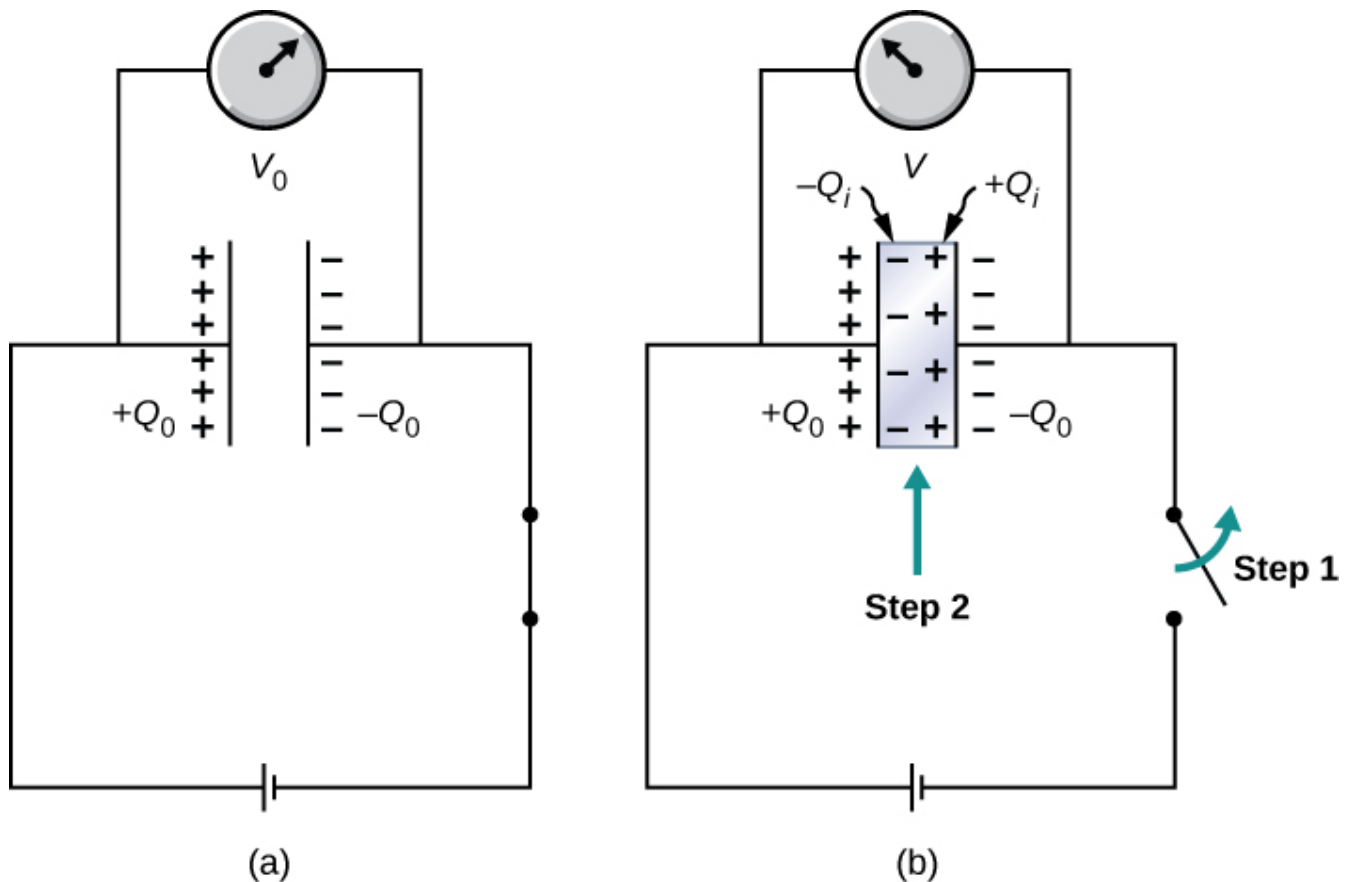 V₀
+Q₀
–Q₀
(a)
V
–Qᵢ
+Qᵢ
+Q₀
–Q₀
Step 1
Step 2
(b)